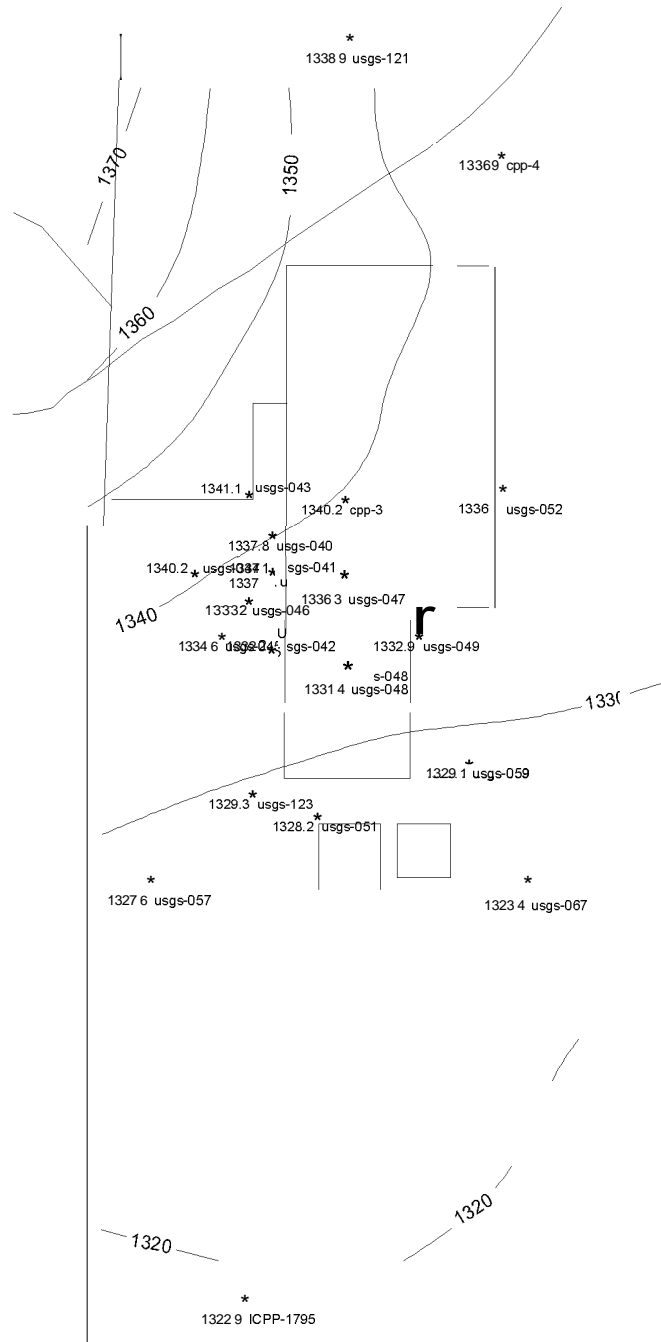 1338 9 usgs-121
13369 cpp-4
1370
1350
1360
1341.1 usgs-043
1340.2 cpp-3
1336 usgs-052
1337.8 usgs-040
1340.2 sgs-041
1337 .u
1336 3 usgs-047
13332 usgs-046
1340
r
U
1334 6 sgs-042
1332.9 usgs-049
s-048
1331 4 usgs-048
1330
1329.1 usgs-059
1329.3 usgs-123
1328.2 usgs-051
1327 6 usgs-057
1323 4 usgs-067
1320
1320
1322 9 ICPP-1795